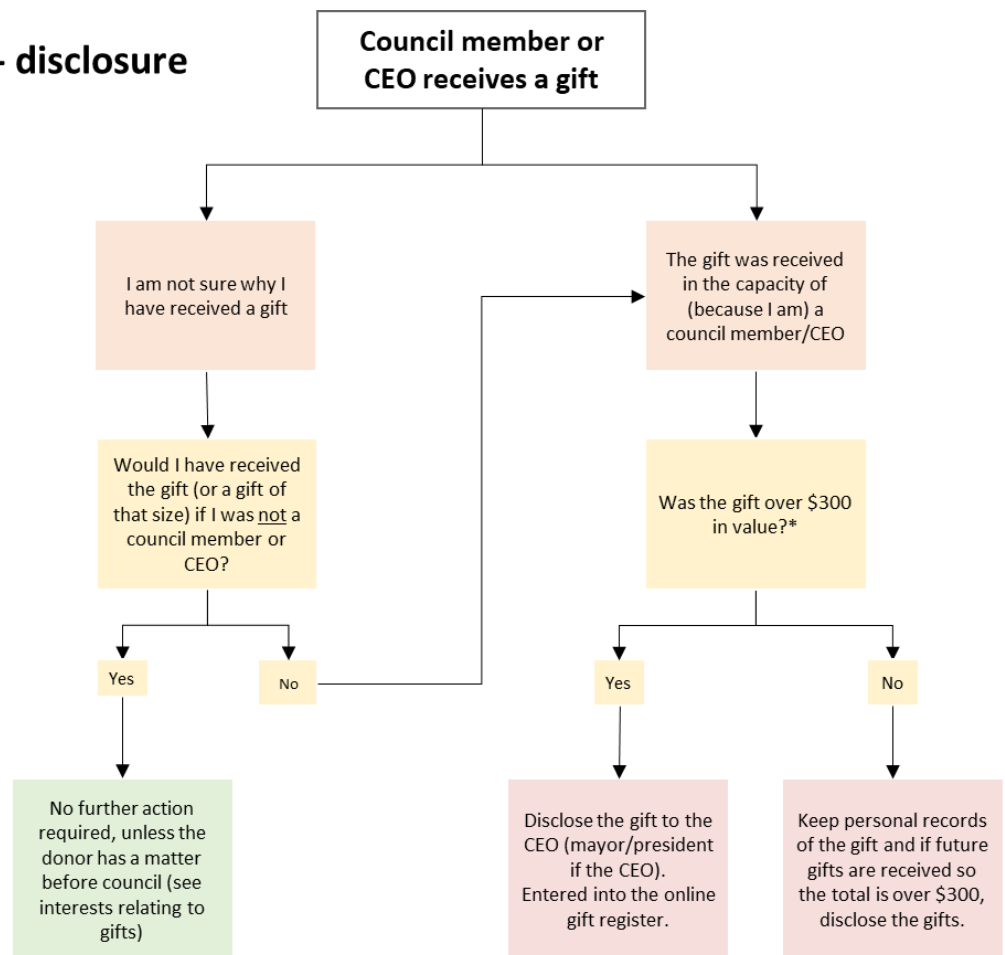 - disclosure
Council member or
CEO receives a gift
I am not sure why I
have received a gift
The gift was received
in the capacity of
(because I am) a
council member/CEO
Would I have received
the gift (or a gift of
that size) if I was not a
council member or
CEO?
Was the gift over $300
in value?*
Yes
No
Yes
No
No further action
required, unless the
donor has a matter
before council (see
interests relating to
gifts)
Disclose the gift to the
CEO (mayor/president
if the CEO).
Entered into the online
gift register.
Keep personal records
of the gift and if future
gifts are received so
the total is over $300,
disclose the gifts.